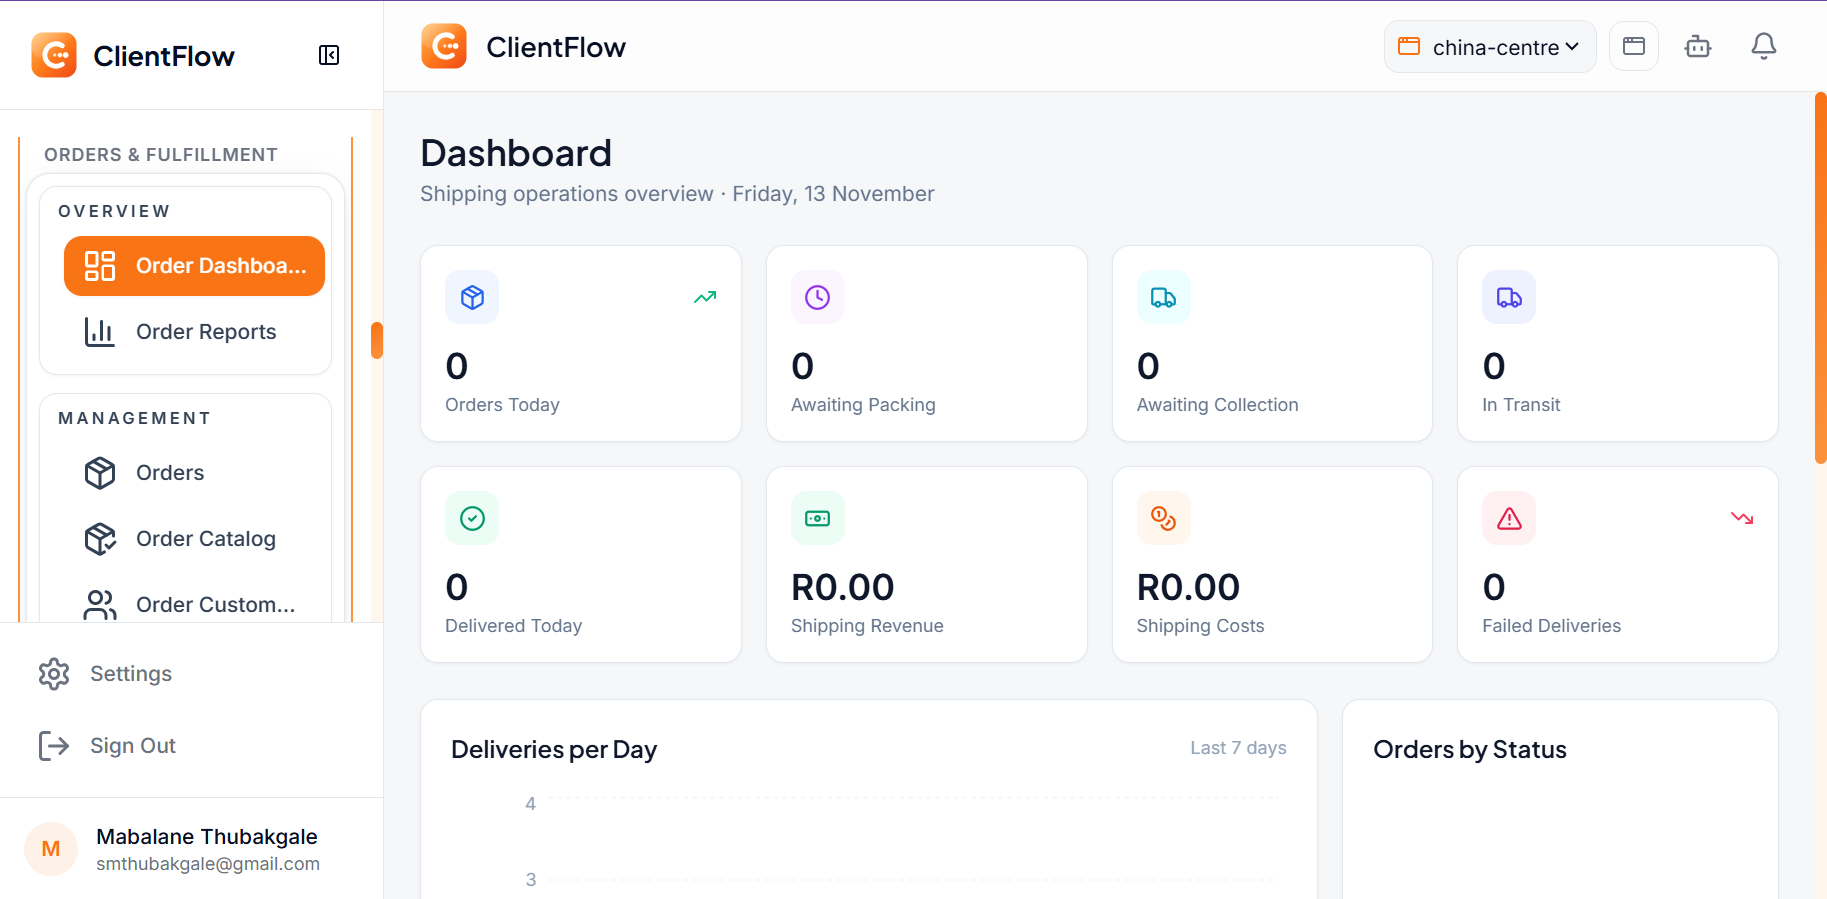 ClientFlow
ORDERS & FULFILLMENT
OVERVIEW
Order Dashboa...
Order Reports
MANAGEMENT
Orders
Order Catalog
Order Custom...
Settings
Sign Out
M
Mabalane Thubakgale
smthubakgale@gmail.com
ClientFlow
china-centre
Dashboard
Shipping operations overview · Friday, 13 November
0
Orders Today
0
Awaiting Packing
0
Awaiting Collection
0
In Transit
0
Delivered Today
R0.00
Shipping Revenue
R0.00
Shipping Costs
0
Failed Deliveries
Deliveries per Day
Last 7 days
4
3
Orders by Status